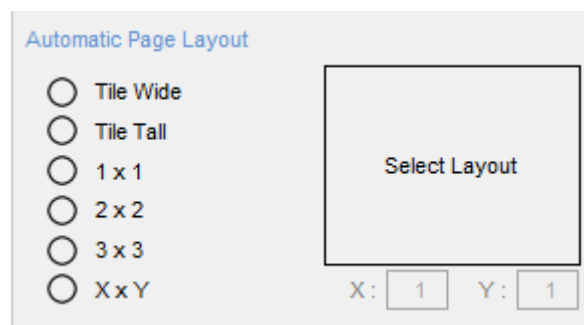 Automatic Page Layout
Tile Wide
Tile Tall
1 x 1
2 x 2
3 x 3
X x Y
Select Layout
X : 1 Y : 1